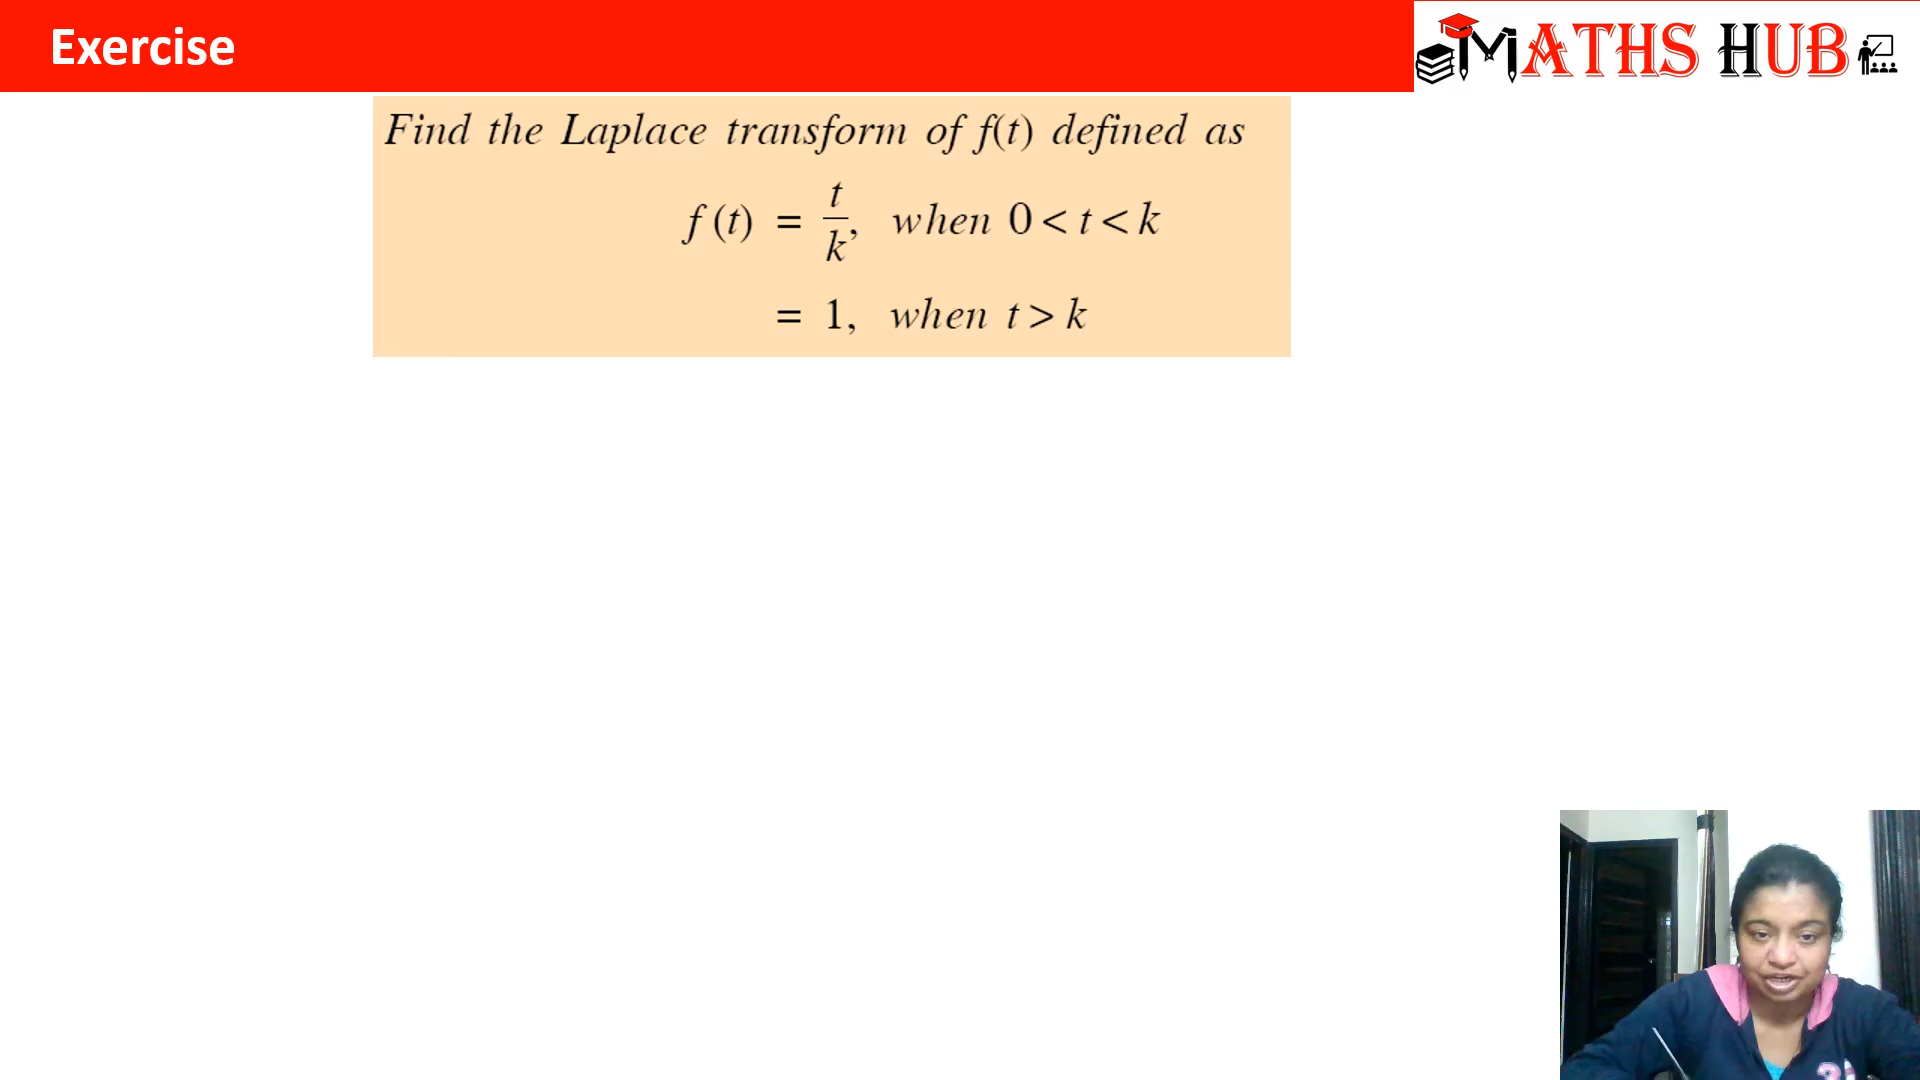 Exercise
MATHS HUB
Find the Laplace transform of f(t) defined as
f (t) = t/k, when 0 < t < k
= 1, when t > k